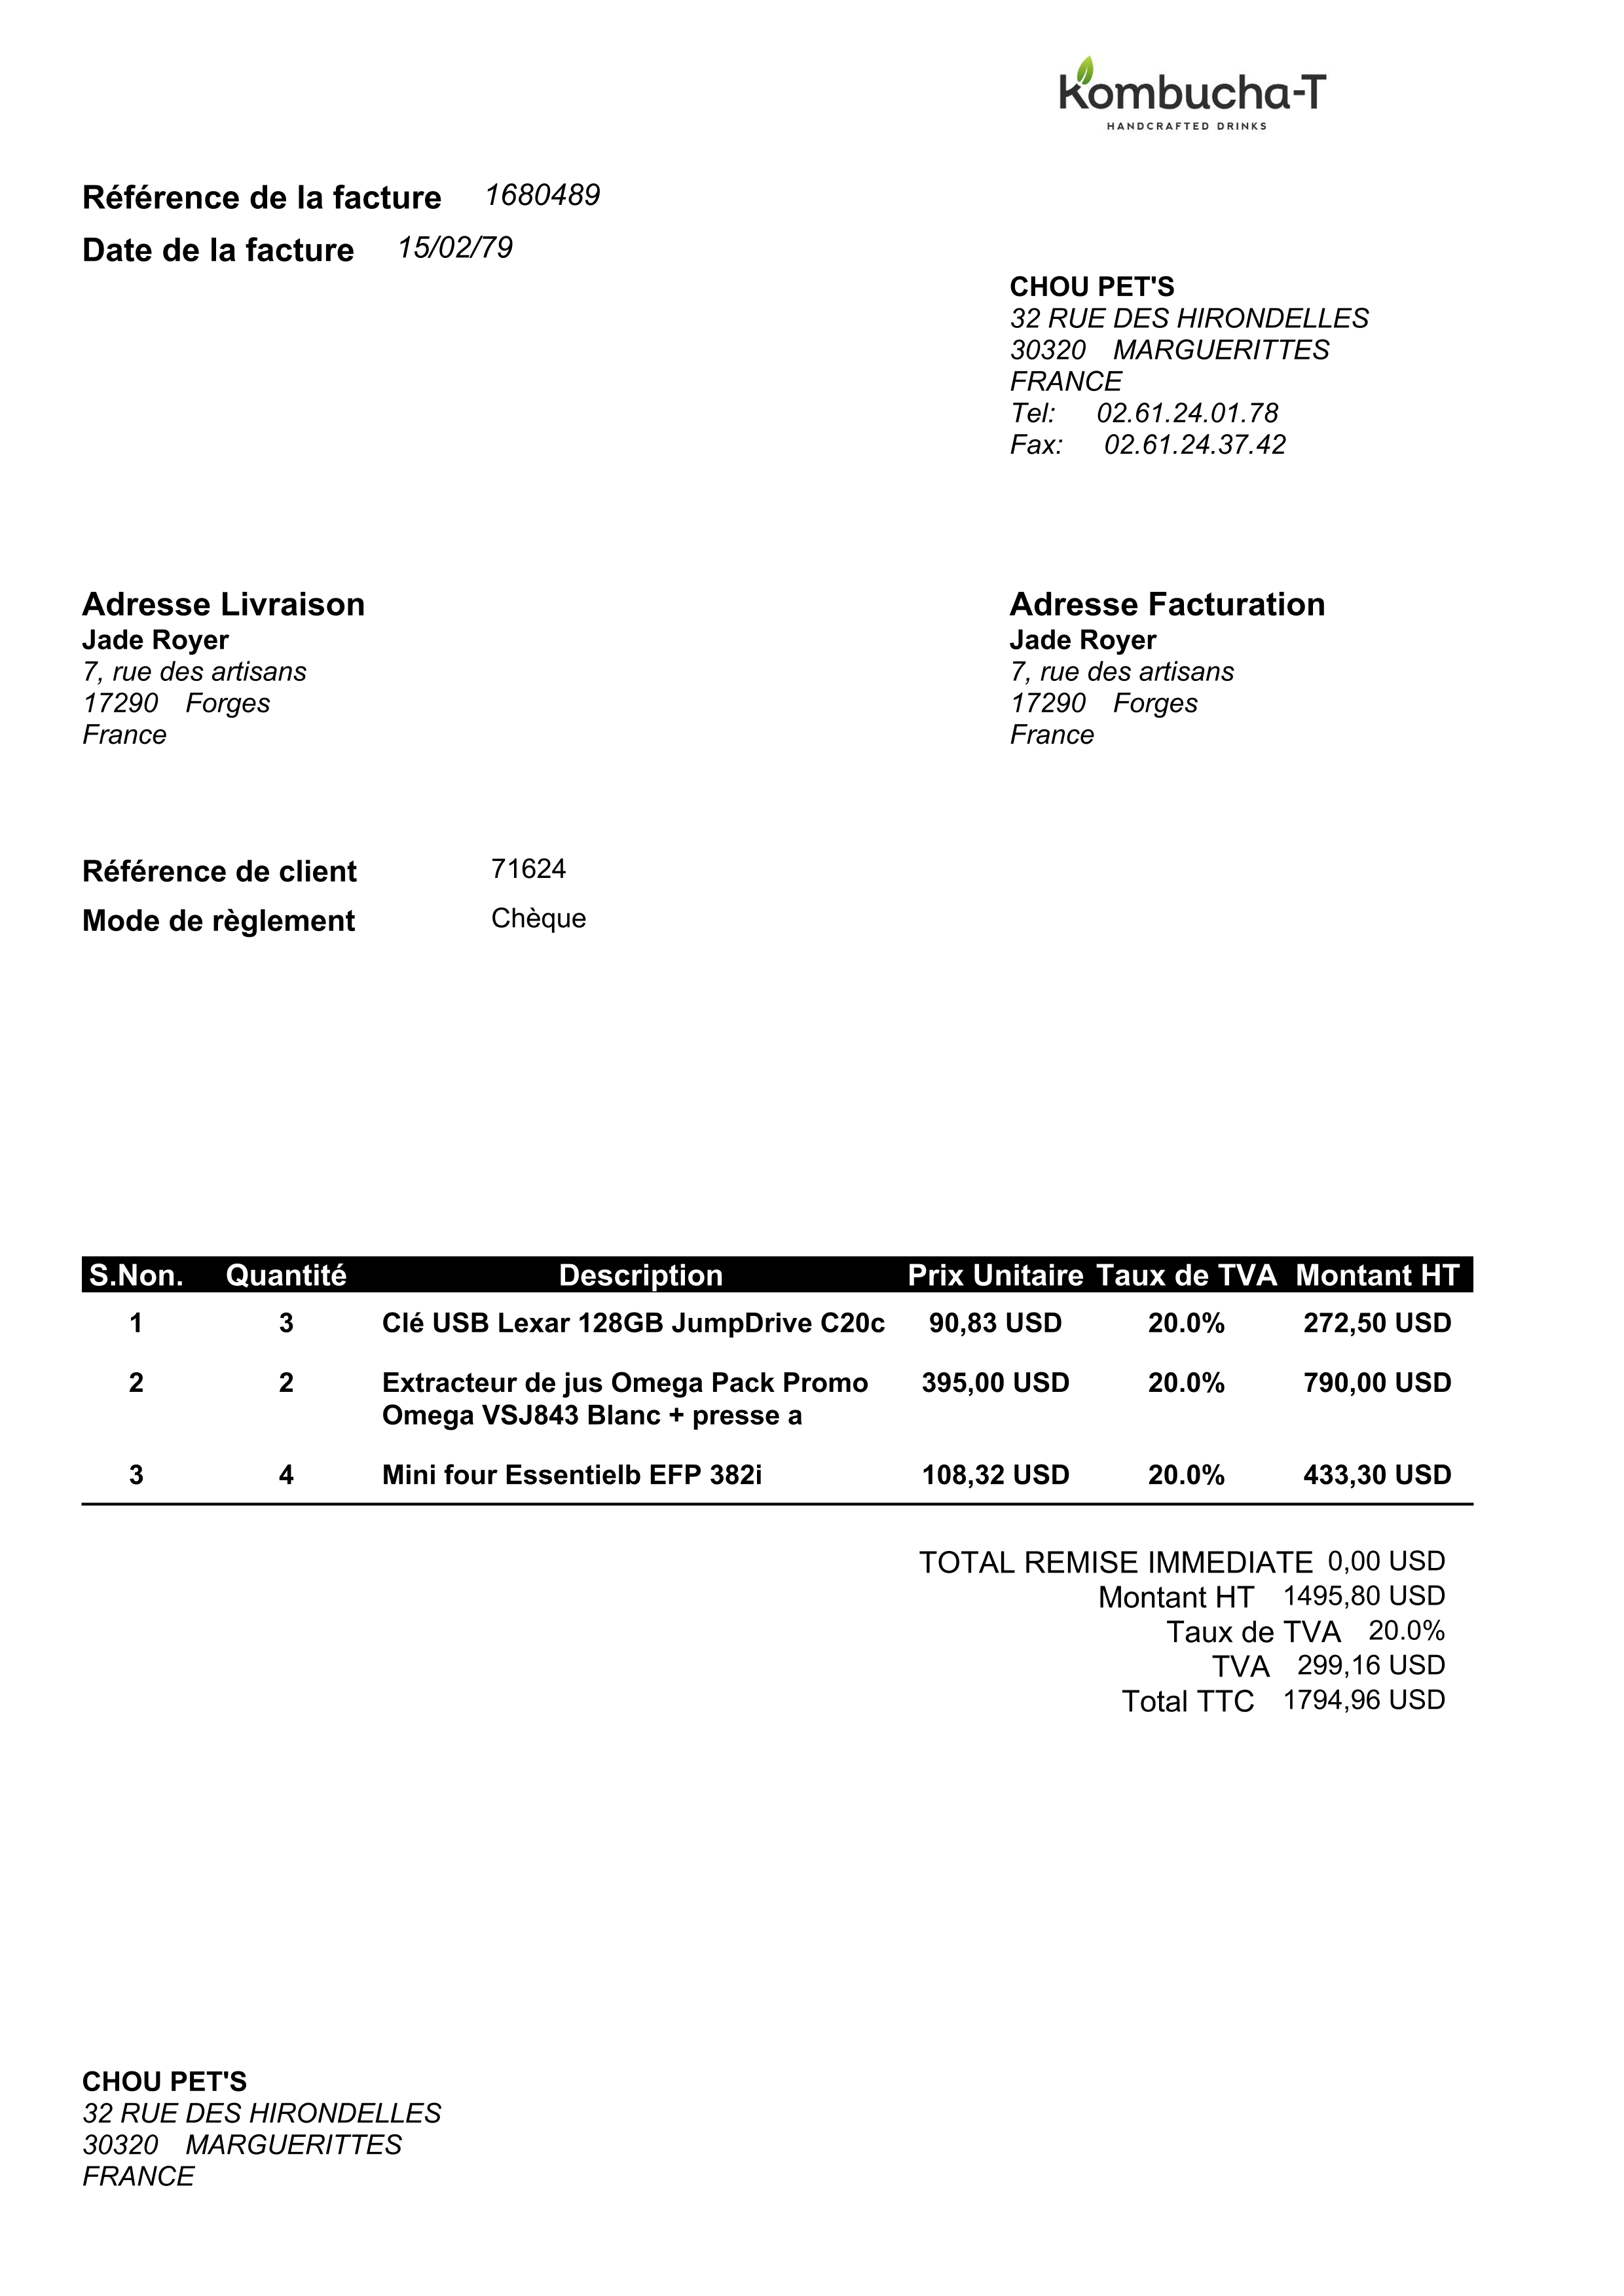 Kombucha-T
HANDCRAFTED DRINKS
Référence de la facture 1680489
Date de la facture 15/02/79
CHOU PET'S
32 RUE DES HIRONDELLES
30320 MARGUERITTES
FRANCE
Tel: 02.61.24.01.78
Fax: 02.61.24.37.42
Adresse Livraison
Jade Royer
7, rue des artisans
17290 Forges
France
Adresse Facturation
Jade Royer
7, rue des artisans
17290 Forges
France
Référence de client 71624
Mode de règlement Chèque
S.Non. Quantité Description Prix Unitaire Taux de TVA Montant HT
1 3 Clé USB Lexar 128GB JumpDrive C20c 90,83 USD 20.0% 272,50 USD
2 2 Extracteur de jus Omega Pack Promo 395,00 USD 20.0% 790,00 USD
Omega VSJ843 Blanc + presse a
3 4 Mini four Essentielb EFP 382i 108,32 USD 20.0% 433,30 USD
TOTAL REMISE IMMEDIATE 0,00 USD
Montant HT 1495,80 USD
Taux de TVA 20.0%
TVA 299,16 USD
Total TTC 1794,96 USD
CHOU PET'S
32 RUE DES HIRONDELLES
30320 MARGUERITTES
FRANCE